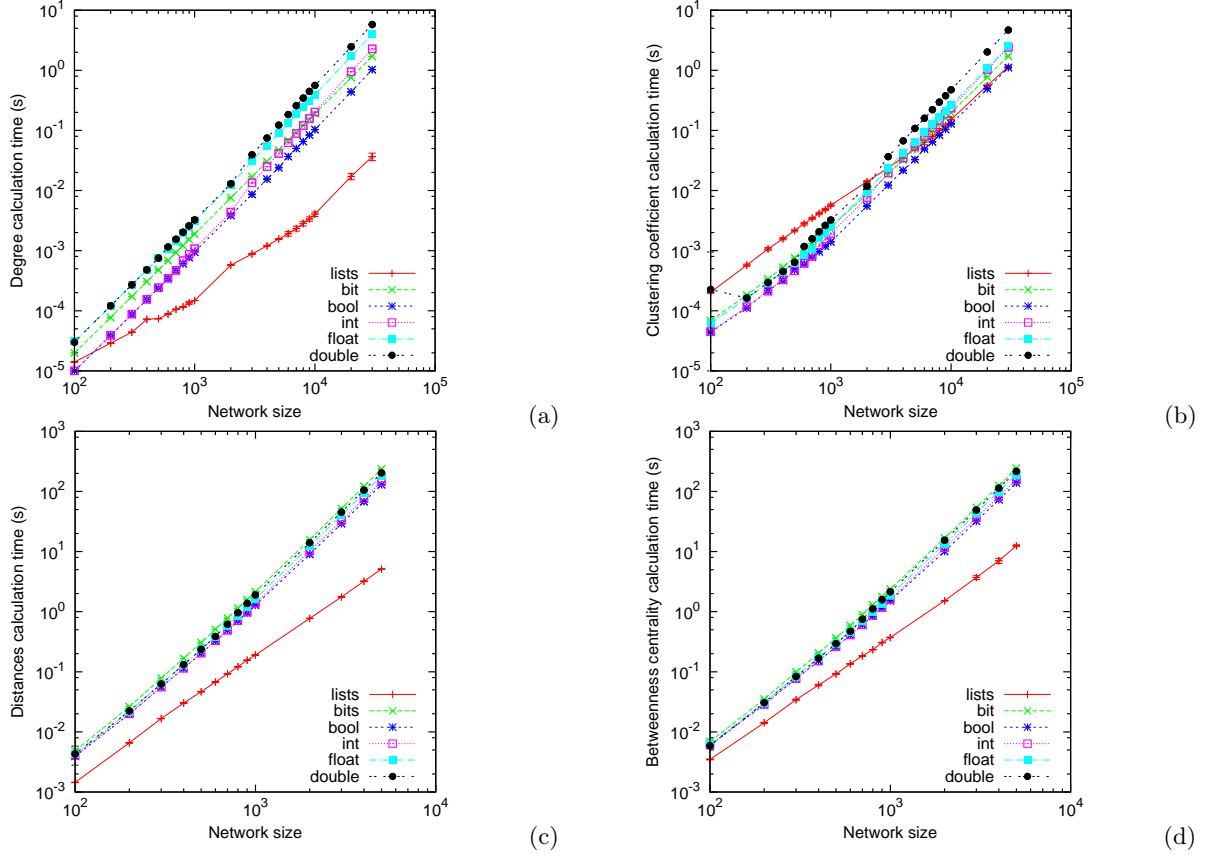 10^1
10^0
10^-1
10^-2
10^-3
10^-4
10^-5
10^2
10^3
10^4
10^5
Degree calculation time (s)
Network size
lists
bit
bool
int
float
double
(a)
10^1
10^0
10^-1
10^-2
10^-3
10^-4
10^-5
10^2
10^3
10^4
10^5
Clustering coefficient calculation time (s)
Network size
lists
bit
bool
int
float
double
(b)
10^3
10^2
10^1
10^0
10^-1
10^-2
10^-3
10^2
10^3
10^4
Distances calculation time (s)
Network size
lists
bits
bool
int
float
double
(c)
10^3
10^2
10^1
10^0
10^-1
10^-2
10^-3
10^2
10^3
10^4
Betweenness centrality calculation time (s)
Network size
lists
bit
bool
int
float
double
(d)